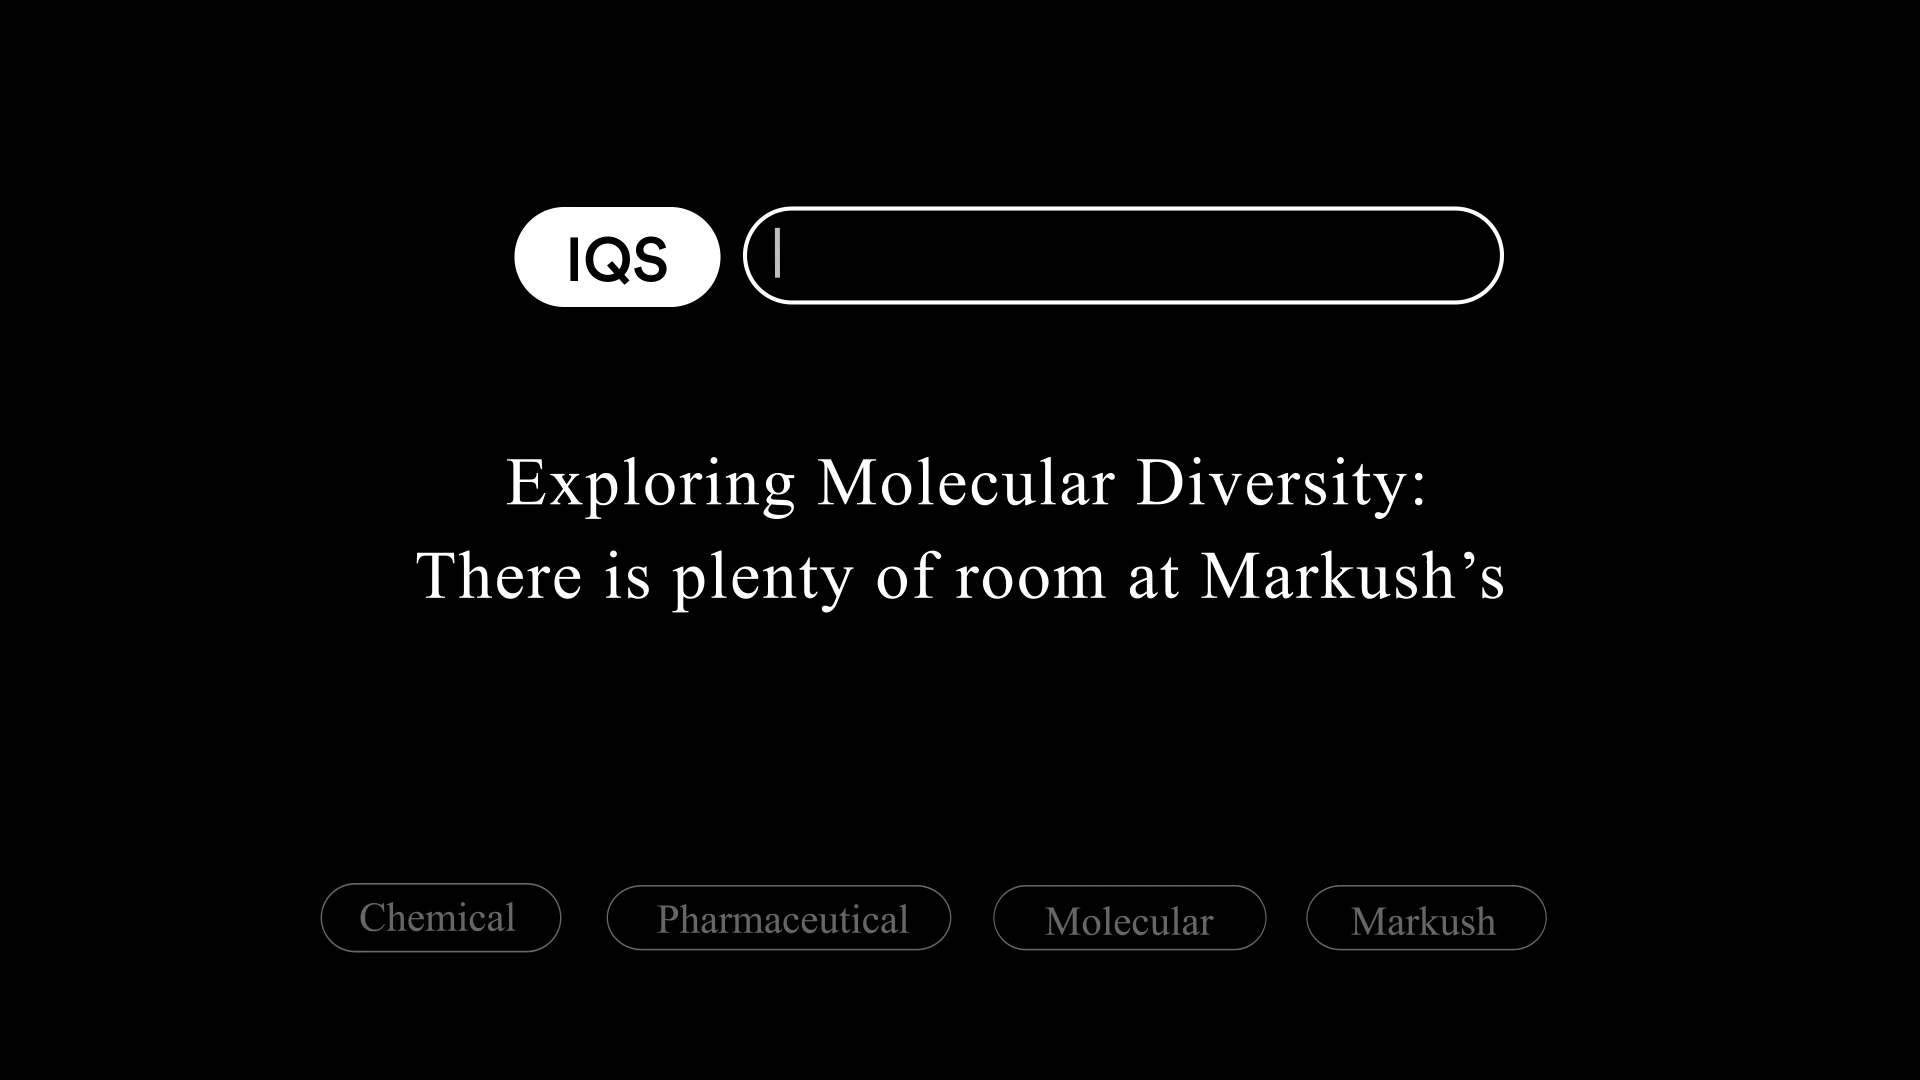 IQS
Exploring Molecular Diversity:
There is plenty of room at Markush’s
Chemical
Pharmaceutical
Molecular
Markush